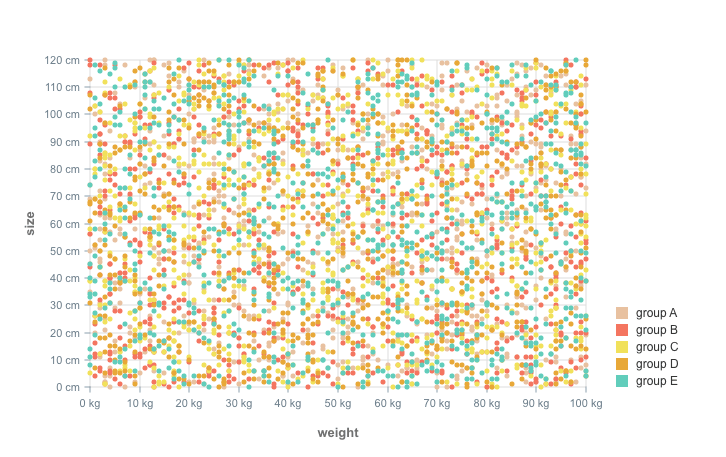 120 cm
110 cm
100 cm
90 cm
80 cm
70 cm
60 cm
50 cm
40 cm
30 cm
20 cm
10 cm
0 cm
size
0 kg 10 kg 20 kg 30 kg 40 kg 50 kg 60 kg 70 kg 80 kg 90 kg 100 kg
weight
group A
group B
group C
group D
group E